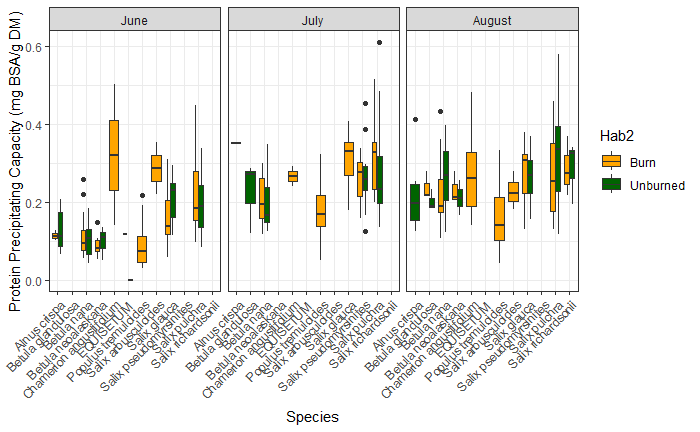 June
July
August
Protein Precipitating Capacity (mg BSA/g DM)
0.6
0.4
0.2
0.0
Alnus crispa
Betula glandulosa
Betula nana
Betula neoalaskana
Chamerion angustifolium
EQUISETUM
Populus tremuloides
Salix arbusculoides
Salix glauca
Salix pseudomyrsinites
Salix pulchra
Salix richardsonii
Alnus crispa
Betula glandulosa
Betula nana
Betula neoalaskana
Chamerion angustifolium
EQUISETUM
Populus tremuloides
Salix arbusculoides
Salix glauca
Salix pseudomyrsinites
Salix pulchra
Salix richardsonii
Alnus crispa
Betula glandulosa
Betula nana
Betula neoalaskana
Chamerion angustifolium
EQUISETUM
Populus tremuloides
Salix arbusculoides
Salix glauca
Salix pseudomyrsinites
Salix pulchra
Salix richardsonii
Species
Hab2
Burn
Unburned